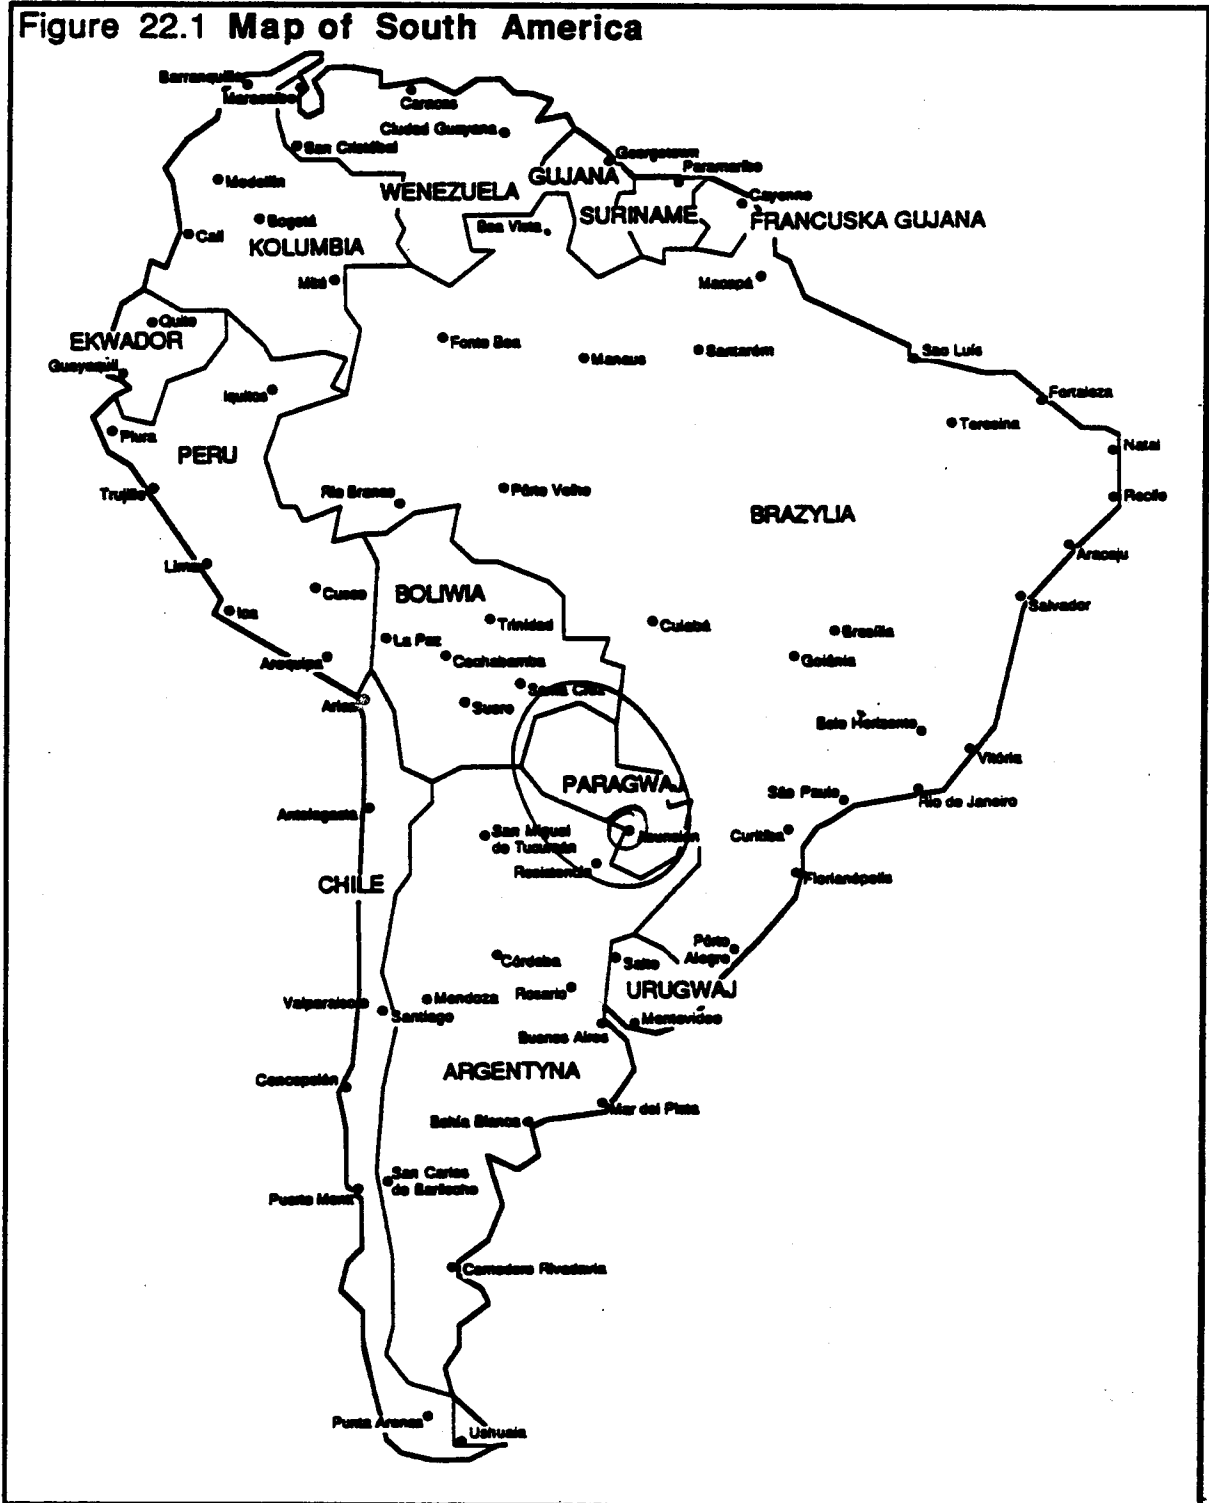 Figure 22.1 Map of South America
Barranquilla
Maracaibo
Caracas
Ciudad Guayana
San Cristóbal
Georgetown
Paramaribo
Medellín
WENEZUELA
GUJANA
Cayenne
Bogotá
SURINAME
FRANCUSKA GUJANA
Cali
Boa Vista
KOLUMBIA
Mitú
Macapá
Quito
EKWADOR
Fonte Boa
Manaus
Santarém
Sao Luís
Guayaquil
Iquitos
Fortaleza
Teresina
Piura
Natal
PERU
Trujillo
Rio Branco
Pôrto Velho
Recife
BRAZYLIA
Aracaju
Lima
Cusco
BOLIWIA
Salvador
Ica
Trinidad
Cuiabá
Brasília
La Paz
Arequipa
Cochabamba
Goiânia
Santa Cruz
Arica
Sucre
Belo Horizonte
Vitória
PARAGWAJ
São Paulo
Rio de Janeiro
Antofagasta
San Miguel
de Tucumán
Asunción
Curitiba
Resistencia
CHILE
Florianópolis
Pôrto
Alegre
Córdoba
Salto
Mendoza
Rosario
URUGWAJ
Valparaiso
Santiago
Montevideo
Buenos Aires
ARGENTYNA
Concepción
Mar del Plata
Bahía Blanca
San Carlos
de Bariloche
Puerto Montt
Comodoro Rivadavia
Punta Arenas
Ushuaia